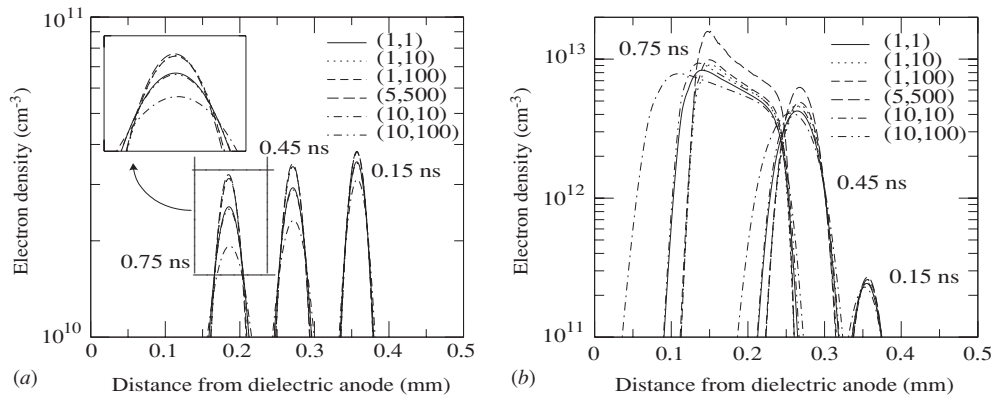 10^11
10^10
Electron density (cm^-3)
(1,1)
(1,10)
(1,100)
(5,500)
(10,10)
(10,100)
0.45 ns
0.15 ns
0.75 ns
0 0.1 0.2 0.3 0.4 0.5
Distance from dielectric anode (mm)
(a)
10^13
10^12
10^11
Electron density (cm^-3)
0.75 ns
(1,1)
(1,10)
(1,100)
(5,500)
(10,10)
(10,100)
0.45 ns
0.15 ns
0 0.1 0.2 0.3 0.4 0.5
Distance from dielectric anode (mm)
(b)